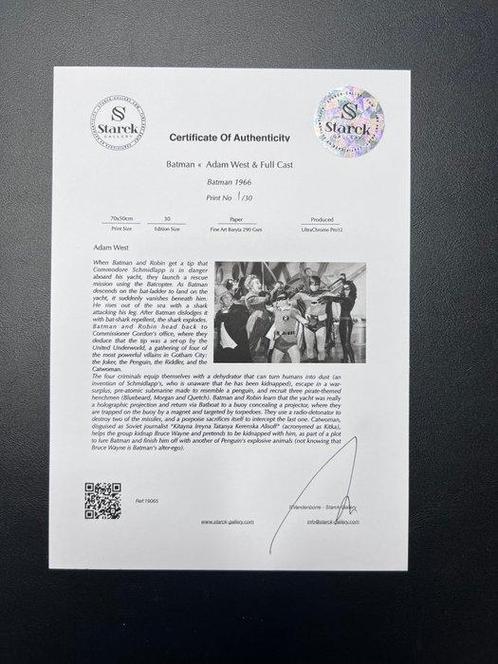 S
Starck
GALLERY
S
Starck
GALLERY
Certificate Of Authenticity
Batman « Adam West & Full Cast
Batman 1966
Print No 1/30
70x50cm 30 Paper Produced
Print Size Edition Size Fine Art Baryta 290 Gsm UltraChrome Pro12
Adam West
When Batman and Robin get a tip that
Commodore Schmidlapp is in danger
aboard his yacht, they launch a rescue
mission using the Batcopter. As Batman
descends on the bat-ladder to land on the
yacht, it suddenly vanishes beneath him.
He rises out of the sea with a shark
attacking his leg. After Batman dislodges it
with bat-shark repellent, the shark explodes.
Batman and Robin head back to
Commissioner Gordon's office, where they
deduce that the tip was a set-up by the
United Underworld, a gathering of four of
the most powerful villains in Gotham City:
the Joker, the Penguin, the Riddler, and the
Catwoman.
The four criminals equip themselves with a dehydrator that can turn humans into dust (an
invention of Schmidlapp's, who is unaware that he has been kidnapped), escape in a war-
surplus, pre-atomic submarine made to resemble a penguin, and recruit three pirate-themed
henchmen (Bluebeard, Morgan and Quetch). Batman and Robin learn that the yacht was really
a holographic projection and return via Batboat to a buoy concealing a projector, where they
are trapped on the buoy by a magnet and targeted by torpedoes. They use a radio-detonator to
destroy two of the missiles, and a porpoise sacrifices itself to intercept the last one. Catwoman,
disguised as Soviet journalist "Kitayna Ireyna Tatanya Kerenska Alisoff" (acronymed as Kitka),
helps the group kidnap Bruce Wayne and pretends to be kidnapped with him, as part of a plot
to lure Batman and finish him off with another of Penguin's explosive animals (not knowing that
Bruce Wayne is Batman's alter-ego).
Ref:19065
S.Vandenborre - Starck Gallery
www.starck-gallery.com
info@starck-gallery.com